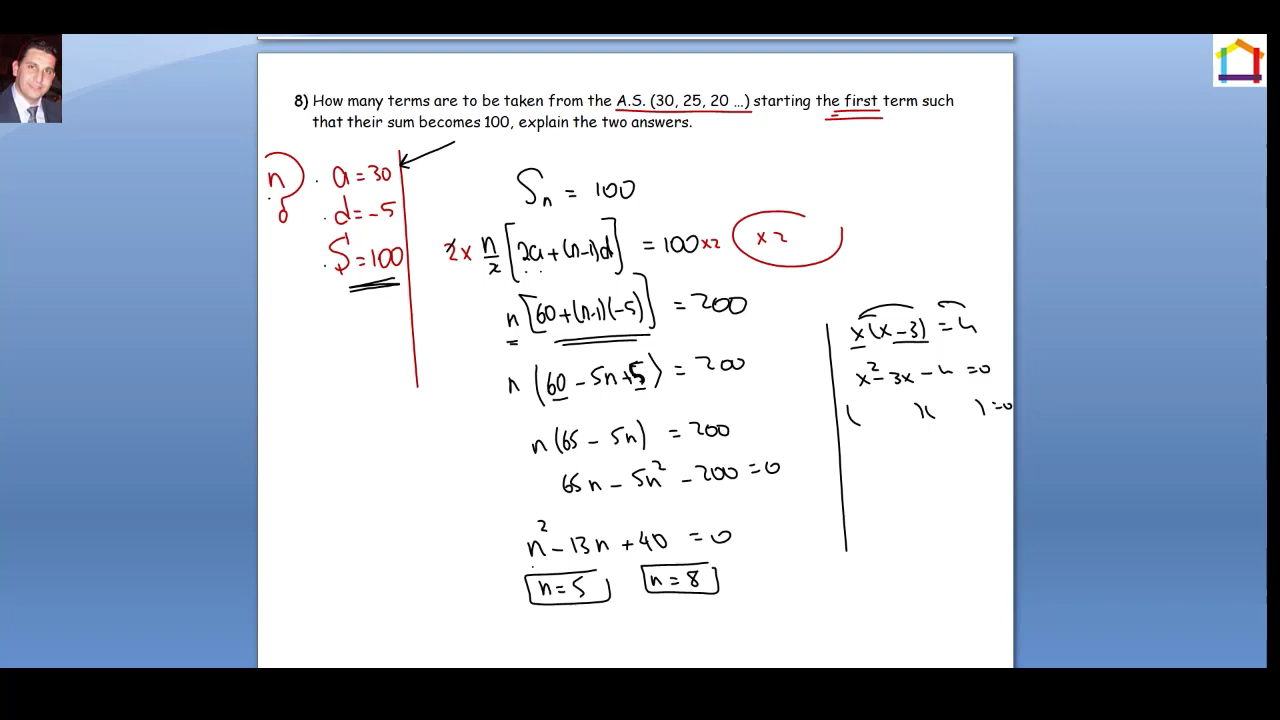 8) How many terms are to be taken from the A.S. (30, 25, 20 ...) starting the first term such
that their sum becomes 100, explain the two answers.
n
a = 30
d = -5
S = 100
Sₙ = 100
2 × n/2 [2a + (n-1)d] = 100 × 2
× 2
n [60 + (n-1)(-5)] = 200
n (60 - 5n + 5) = 200
n (65 - 5n) = 200
65n - 5n² - 200 = 0
n² - 13n + 40 = 0
n = 5 n = 8
x (x - 3) = 4
x² - 3x - 4 = 0
( )( ) = 0